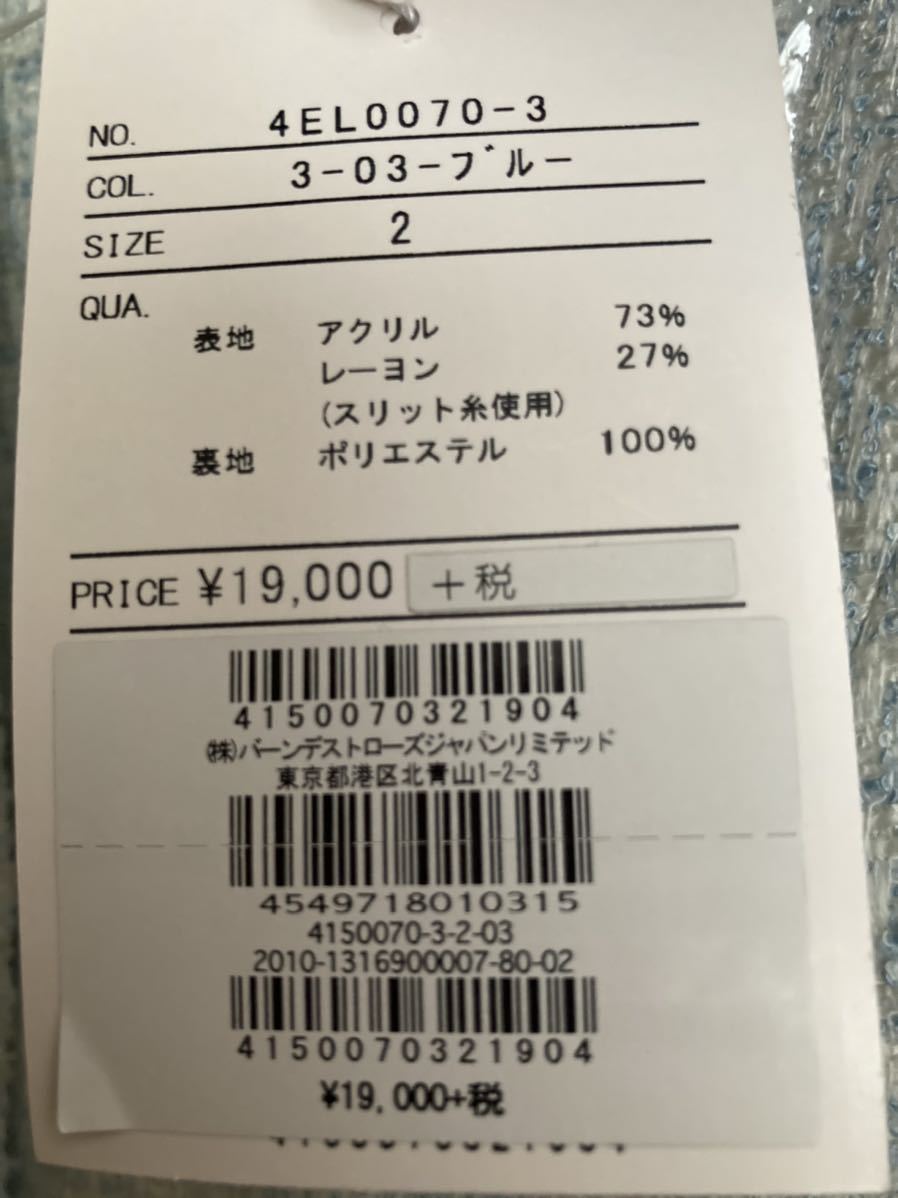 NO. 4EL0070-3
COL. 3-03-ブルー
SIZE 2
QUA.
表地 アクリル 73%
レーヨン 27%
(スリット糸使用)
裏地 ポリエステル 100%
PRICE ¥19,000 +税
4150070321904
㈱バーンデストローズジャパンリミテッド
東京都港区北青山1-2-3
4549718010315
4150070-3-2-03
2010-1316900007-80-02
4150070321904
¥19,000+税